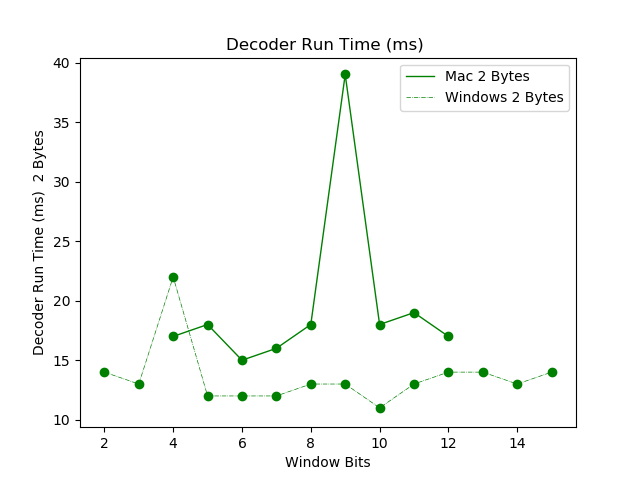 Decoder Run Time (ms)
Mac 2 Bytes
Windows 2 Bytes
Decoder Run Time (ms)  2 Bytes
40
35
30
25
20
15
10
2 4 6 8 10 12 14
Window Bits